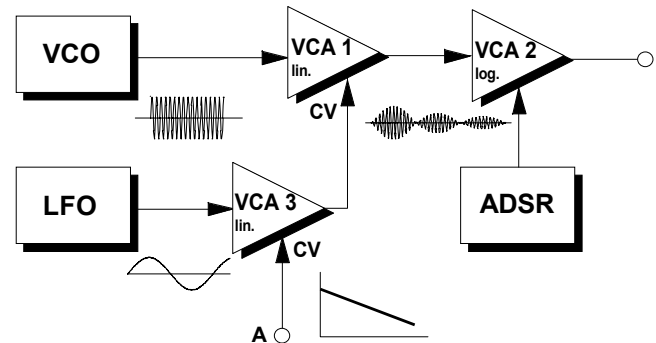 VCO
VCA 1
lin.
CV
VCA 2
log.
LFO
VCA 3
lin.
CV
ADSR
A